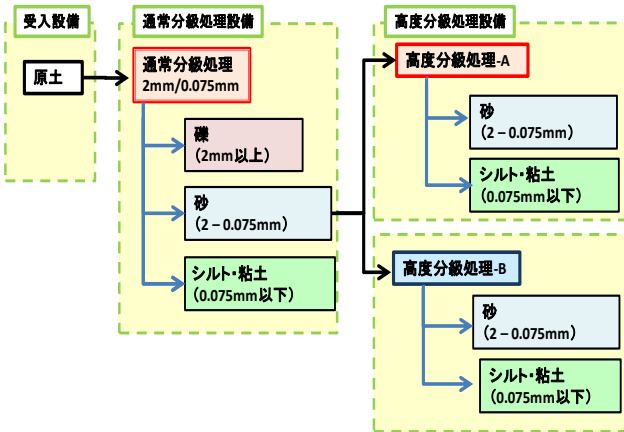 受入設備
原土
通常分級処理設備
通常分級処理
2mm/0.075mm
礫
（2mm以上）
砂
（2－0.075mm）
シルト・粘土
（0.075mm以下）
高度分級処理設備
高度分級処理-A
砂
（2－0.075mm）
シルト・粘土
（0.075mm以下）
高度分級処理-B
砂
（2－0.075mm）
シルト・粘土
（0.075mm以下）